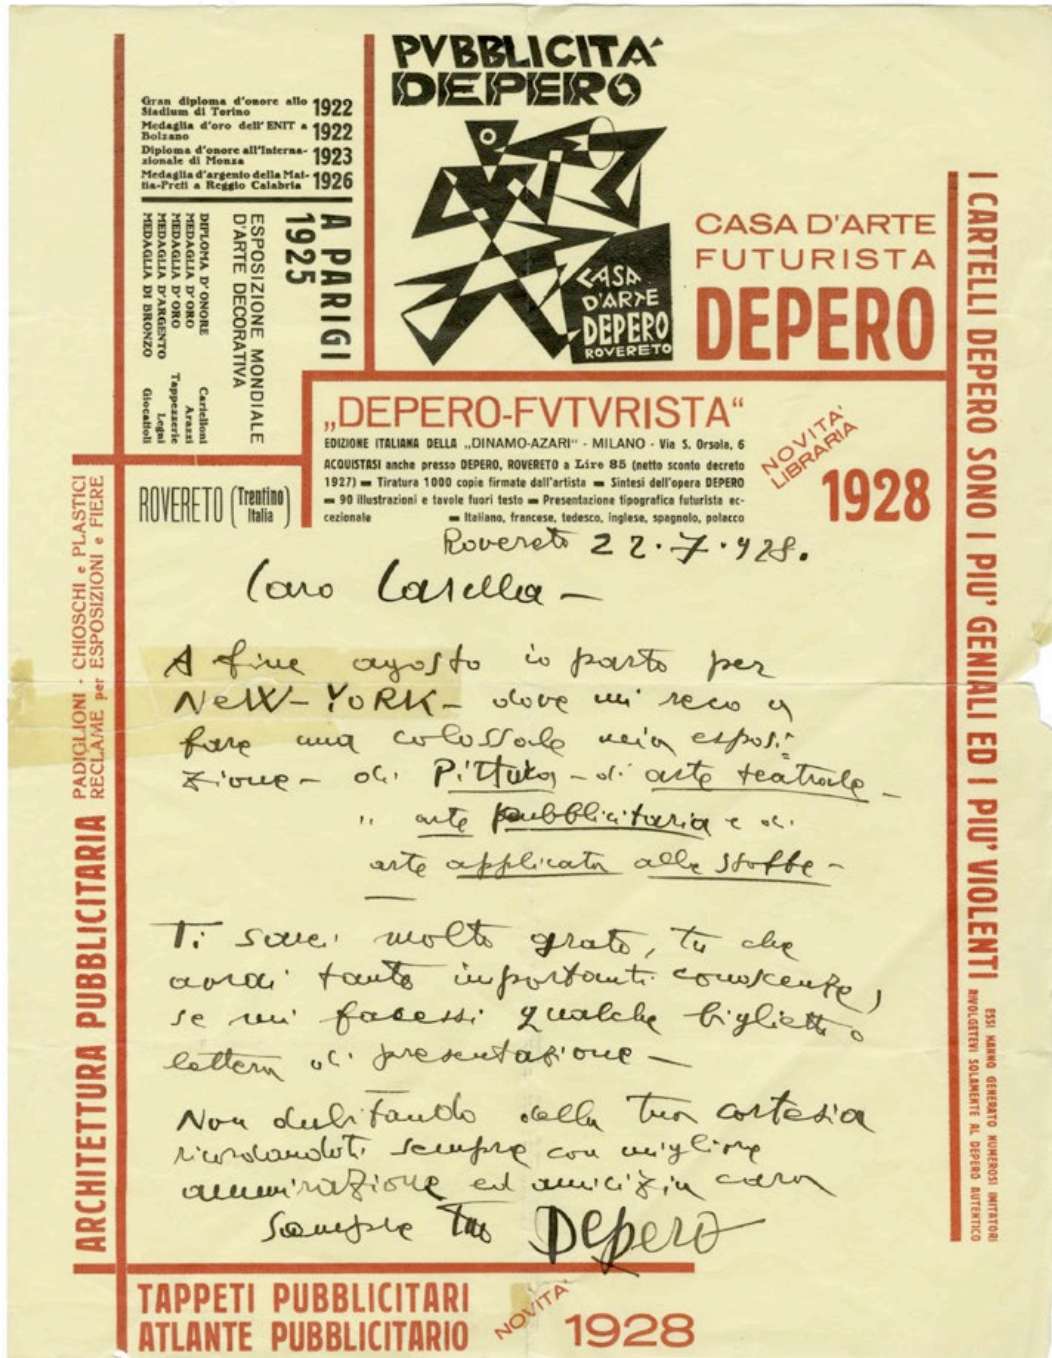 PVBBLICITA'
DEPERO
CASA
D'ARTE
DEPERO
ROVERETO
Gran diploma d'onore allo Stadium di Torino 1922
Medaglia d'oro dell'ENIT a Bolzano 1922
Diploma d'onore all'Internazionale di Monza 1923
Medaglia d'argento della Mattia-Preti a Reggio Calabria 1926
A PARIGI
1925
ESPOSIZIONE MONDIALE
D'ARTE DECORATIVA
DIPLOMA D'ONORE Cartelloni
MEDAGLIA D'ORO Arazzi
MEDAGLIA D'ORO Tappezzerie
MEDAGLIA D'ARGENTO Legni
MEDAGLIA DI BRONZO Giocattoli
CASA D'ARTE
FUTURISTA
DEPERO
„DEPERO-FVTVRISTA“
EDIZIONE ITALIANA DELLA „DINAMO-AZARI“ - MILANO - Via S. Orsola, 6
ACQUISTASI anche presso DEPERO, ROVERETO a Lire 85 (netto sconto decreto
1927) — Tiratura 1000 copie firmate dall'artista — Sintesi dell'opera DEPERO
— 90 illustrazioni e tavole fuori testo — Presentazione tipografica futurista ec-
cezionale — Italiano, francese, tedesco, inglese, spagnolo, polacco
NOVITA'
LIBRARIA
1928
ROVERETO (Trentino Italia)
Rovereto 22.7.928.
Caro Casella —
A fine agosto io parto per
NeW-YoRK - dove mi reco a
fare una colossale mia esposi=
zione - di Pittura - di arte teatrale -
" arte pubblicitaria e di
arte applicata alle stoffe -
Ti sarei molto grato, tu che
avrai tante importanti conoscenze,
se mi facessi qualche biglietto o
lettera di presentazione -
Non dubitando della tua cortesia
ricordandoti sempre con migliore
ammirazione ed amicizia cara
sempre tuo Depero
I CARTELLI DEPERO SONO I PIU' GENIALI ED I PIU' VIOLENTI
ESSI HANNO GENERATO NUMEROSI IMITATORI
RIVOLGETEVI SOLAMENTE AL DEPERO AUTENTICO
ARCHITETTURA PUBBLICITARIA
PADIGLIONI - CHIOSCHI e PLASTICI
RECLAME per ESPOSIZIONI e FIERE
TAPPETI PUBBLICITARI
ATLANTE PUBBLICITARIO
NOVITA'
1928